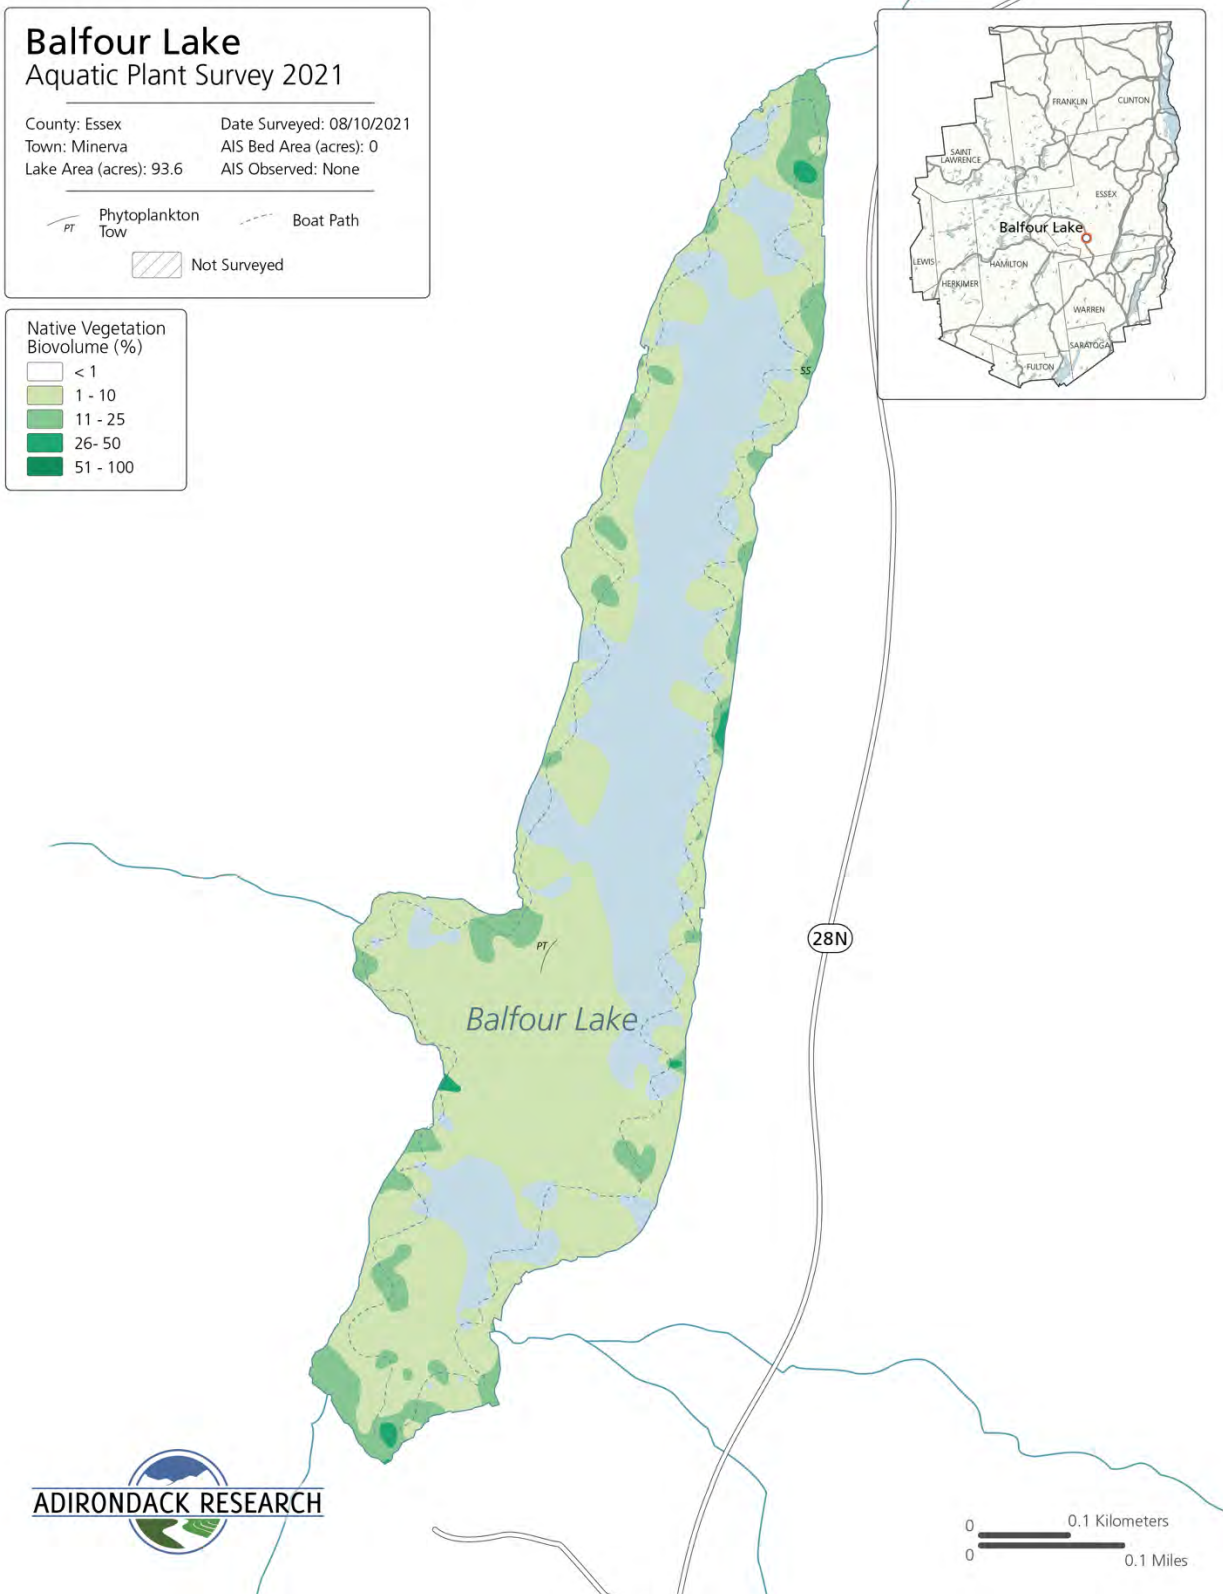 Balfour Lake
Aquatic Plant Survey 2021
County: Essex
Town: Minerva
Lake Area (acres): 93.6
Date Surveyed: 08/10/2021
AIS Bed Area (acres): 0
AIS Observed: None
PT
Phytoplankton
Tow
Boat Path
Not Surveyed
Native Vegetation
Biovolume (%)
< 1
1 - 10
11 - 25
26- 50
51 - 100
FRANKLIN
CLINTON
SAINT
LAWRENCE
ESSEX
Balfour Lake
LEWIS
HAMILTON
HERKIMER
WARREN
SARATOGA
FULTON
SS
28N
PT
Balfour Lake
ADIRONDACK RESEARCH
0
0.1 Kilometers
0
0.1 Miles